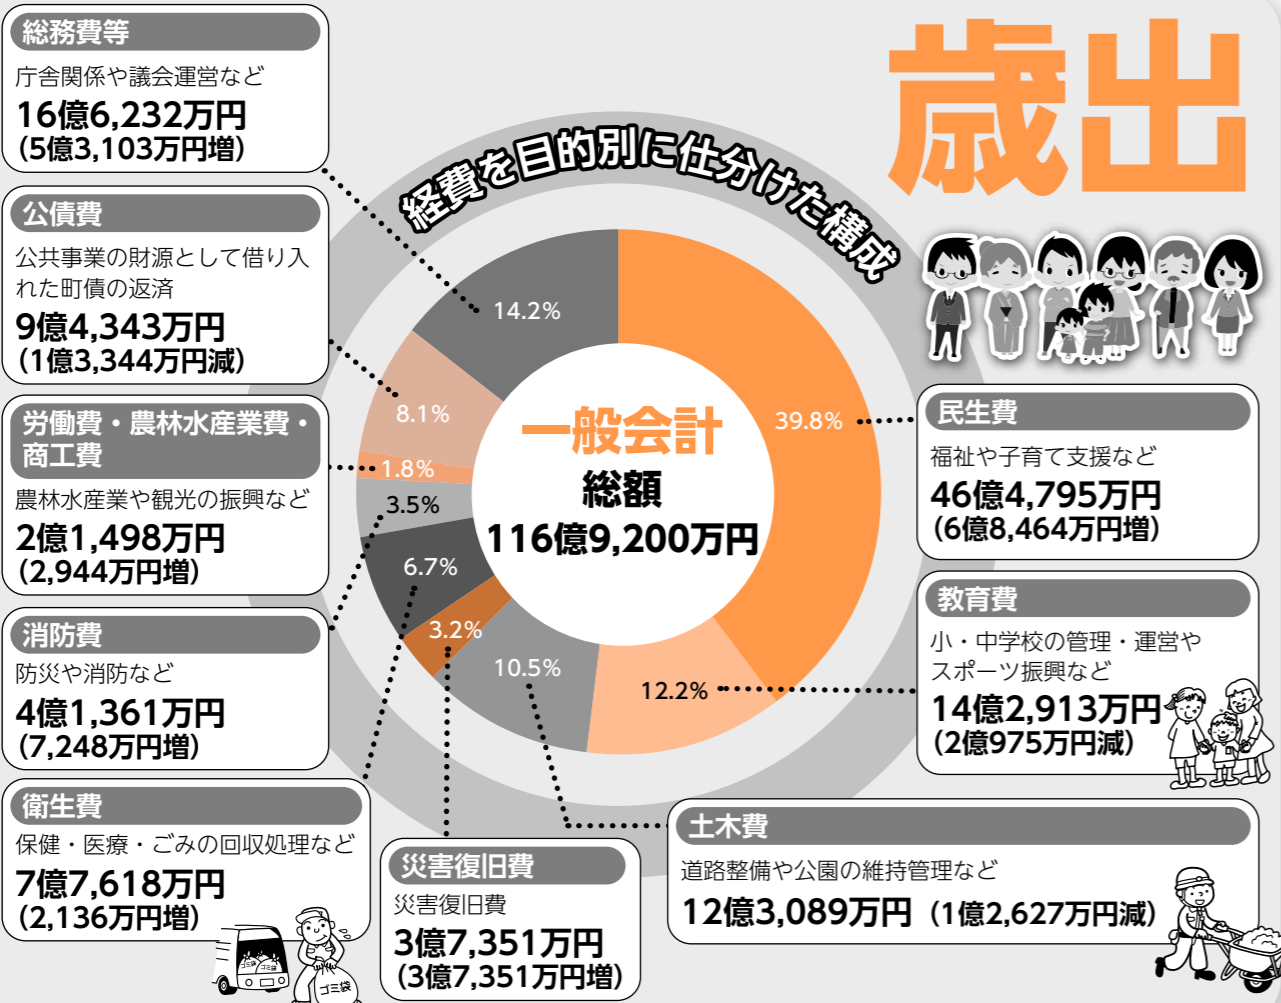 歳出
経費を目的別に仕分けた構成
一般会計
総額
116億9,200万円
総務費等
庁舎関係や議会運営など
16億6,232万円
(5億3,103万円増)
公債費
公共事業の財源として借り入
れた町債の返済
9億4,343万円
(1億3,344万円減)
労働費・農林水産業費・
商工費
農林水産業や観光の振興など
2億1,498万円
(2,944万円増)
消防費
防災や消防など
4億1,361万円
(7,248万円増)
衛生費
保健・医療・ごみの回収処理など
7億7,618万円
(2,136万円増)
ゴミ袋
ゴミ袋
ゴミ袋
災害復旧費
災害復旧費
3億7,351万円
(3億7,351万円増)
土木費
道路整備や公園の維持管理など
12億3,089万円(1億2,627万円減)
教育費
小・中学校の管理・運営や
スポーツ振興など
14億2,913万円
(2億975万円減)
民生費
福祉や子育て支援など
46億4,795万円
(6億8,464万円増)
14.2%
8.1%
1.8%
3.5%
6.7%
3.2%
10.5%
12.2%
39.8%